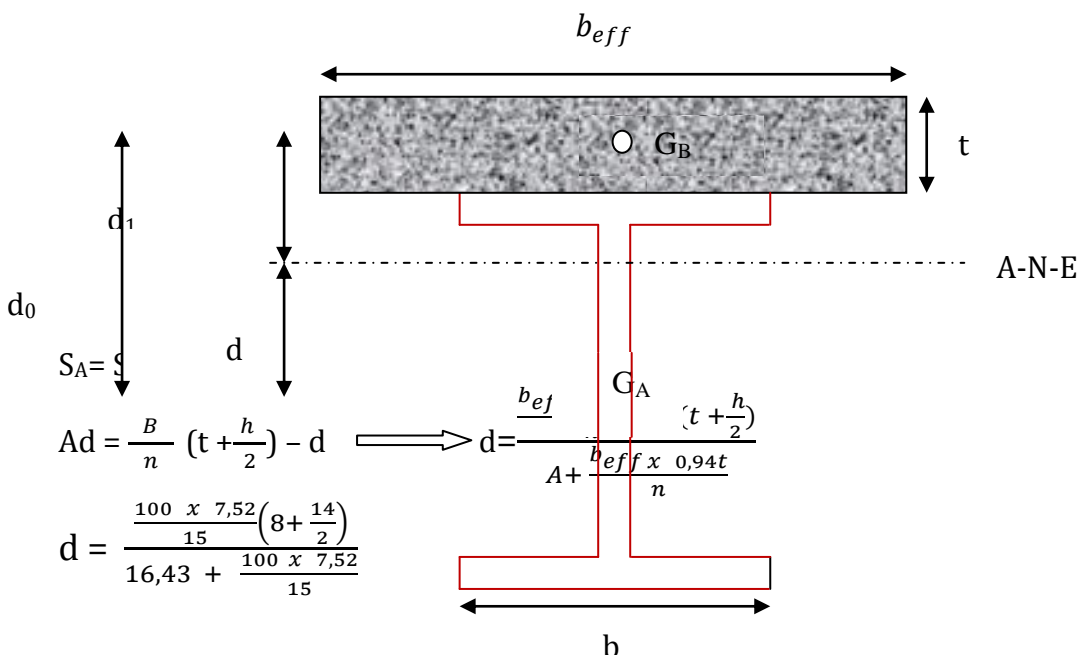 b_eff
G_B
t
d₁
A-N-E
d₀
d
S_A=
G_A
Ad = B/n (t + h/2) – d ⟹ d= (t + h/2) / A+ (b_eff x 0,94t)/n
d = (100 x 7,52)/15 (8+ 14/2) / 16,43 + (100 x 7,52)/15
b